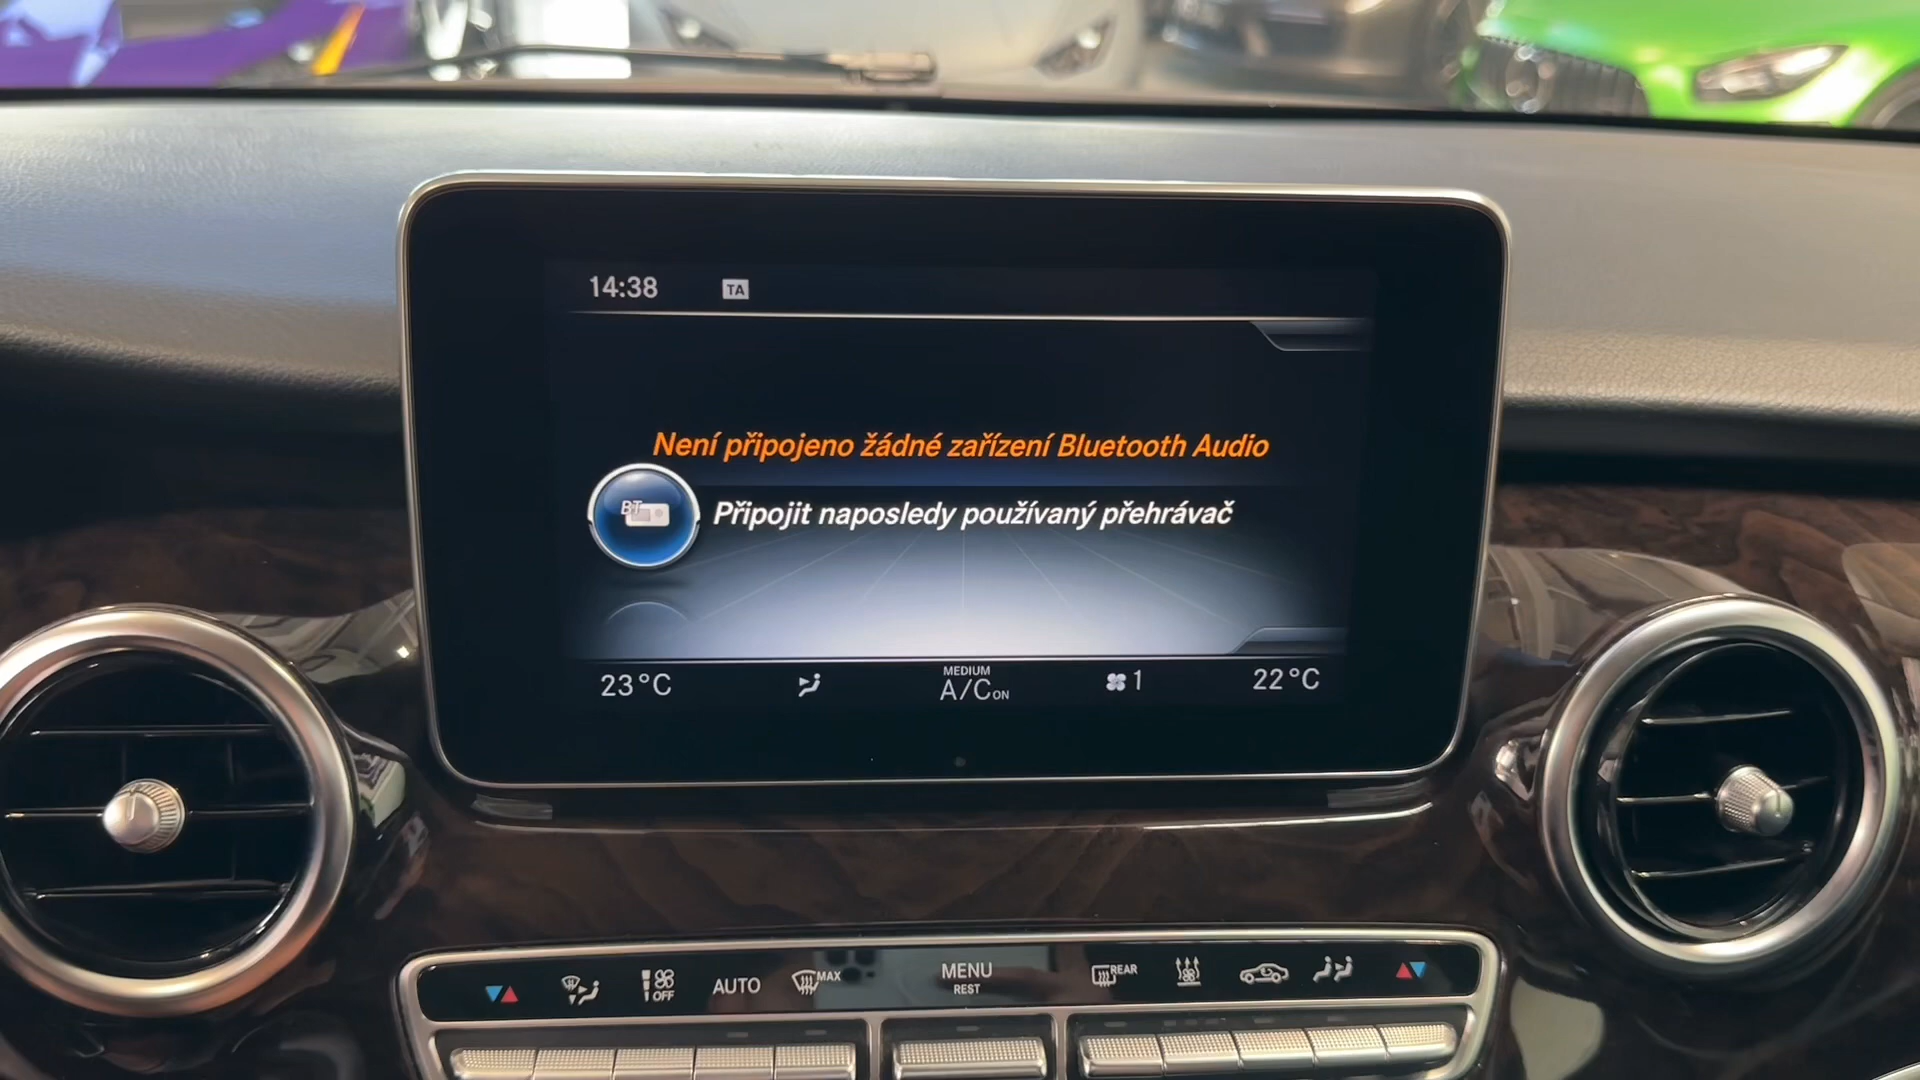 14:38 TA
Není připojeno žádné zařízení Bluetooth Audio
BT
Připojit naposledy používaný přehrávač
23°C MEDIUM A/C ON 1 22°C
OFF AUTO MAX MENU REST REAR